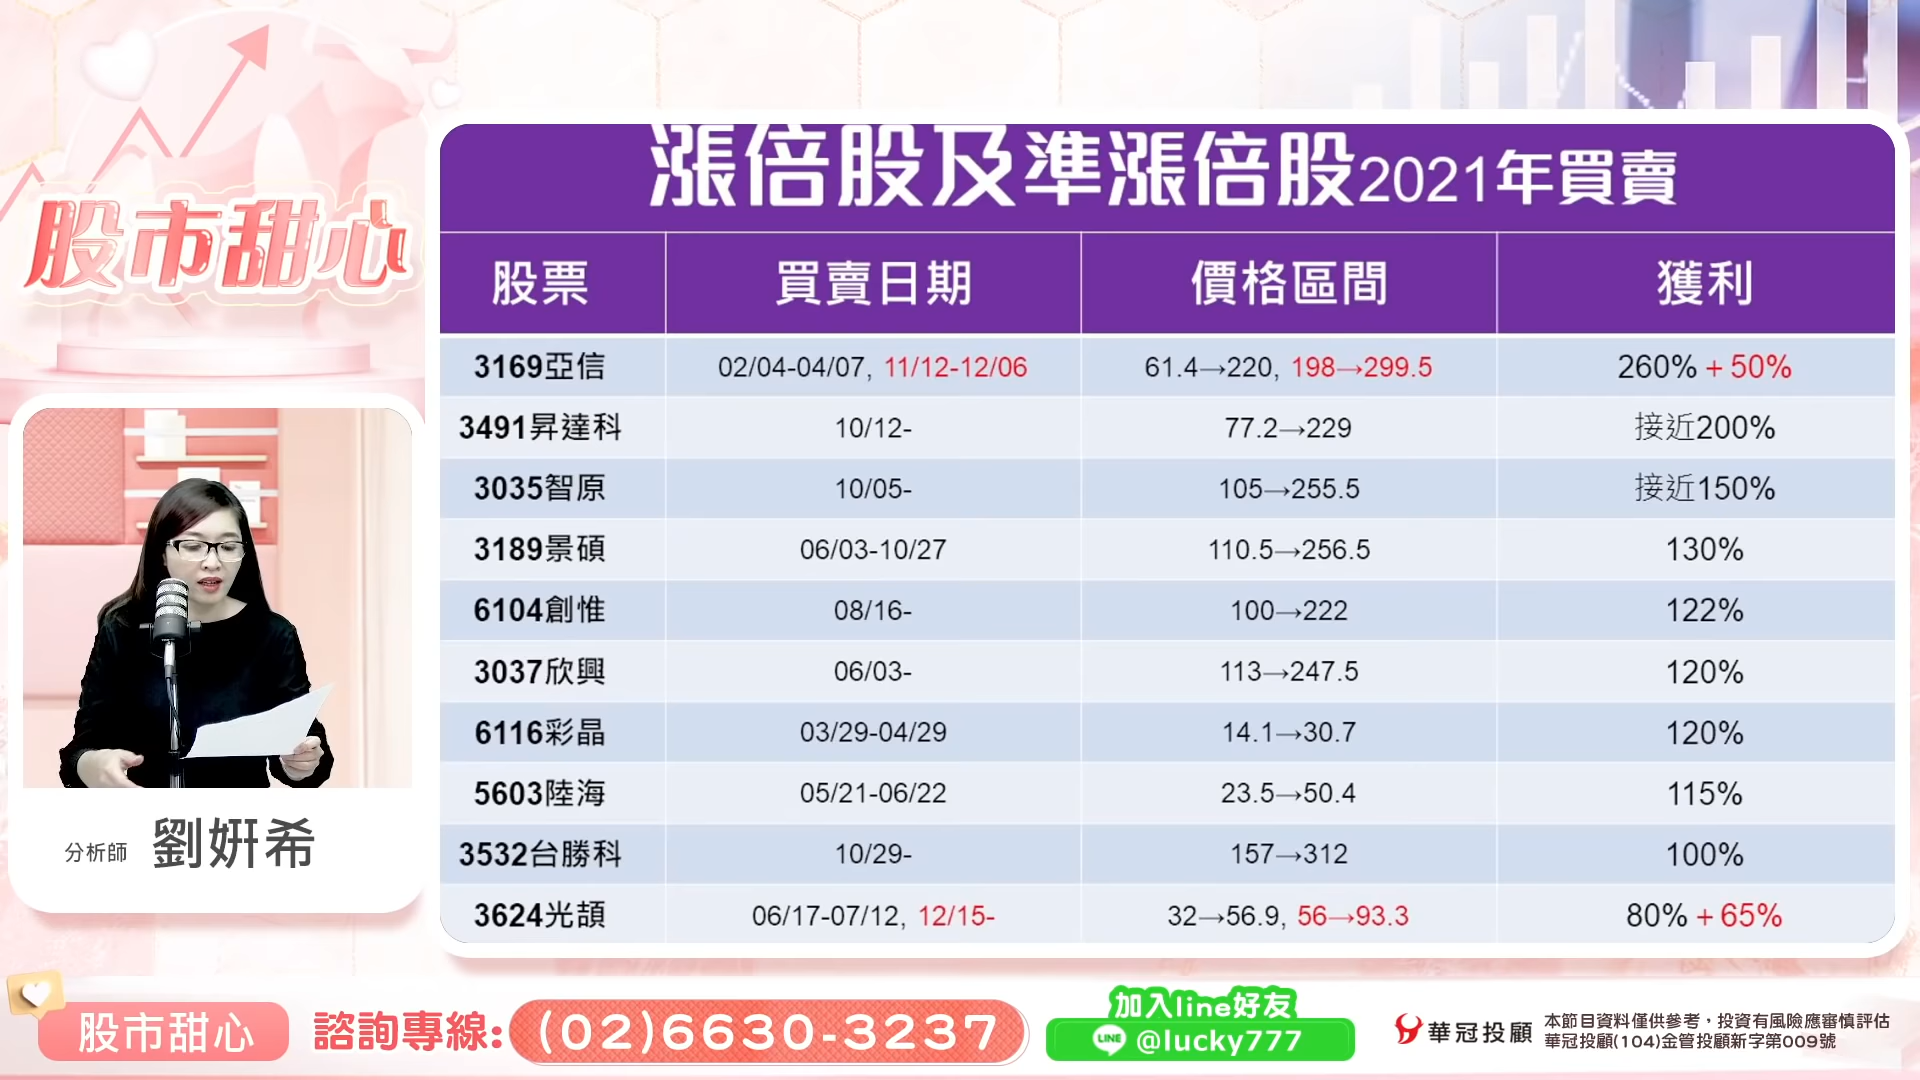 股市甜心
分析師 劉妍希
漲倍股及準漲倍股2021年買賣
股票 買賣日期 價格區間 獲利
3169亞信 02/04-04/07, 11/12-12/06 61.4→220, 198→299.5 260%+50%
3491昇達科 10/12- 77.2→229 接近200%
3035智原 10/05- 105→255.5 接近150%
3189景碩 06/03-10/27 110.5→256.5 130%
6104創惟 08/16- 100→222 122%
3037欣興 06/03- 113→247.5 120%
6116彩晶 03/29-04/29 14.1→30.7 120%
5603陸海 05/21-06/22 23.5→50.4 115%
3532台勝科 10/29- 157→312 100%
3624光頡 06/17-07/12, 12/15- 32→56.9, 56→93.3 80%+65%
股市甜心
諮詢專線:(02)6630-3237
加入line好友
LINE @lucky777
華冠投顧
本節目資料僅供參考，投資有風險應審慎評估
華冠投顧(104)金管投顧新字第009號